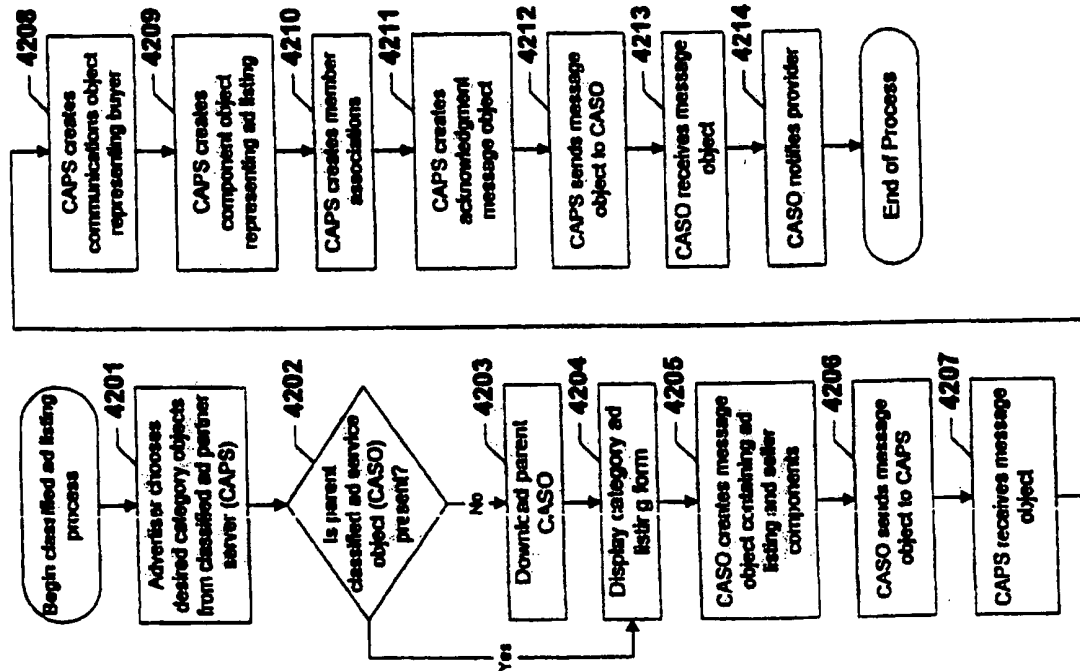 Begin classified ad listing
process
4201
Advertiser chooses
desired category objects
from classified ad partner
server (CAPS)
4202
Is parent
classified ad service
object (CASO)
present?
No
Yes
4203
Download parent
CASO
4204
Display category ad
listing form
4205
CASO creates message
object containing ad
listing and seller
components
4206
CASO sends message
object to CAPS
4207
CAPS receives message
object
4208
CAPS creates
communications object
representing buyer
4209
CAPS creates
component object
representing ad listing
4210
CAPS creates member
associations
4211
CAPS creates
acknowledgment
message object
4212
CAPS sends message
object to CASO
4213
CASO receives message
object
4214
CASO notifies provider
End of Process